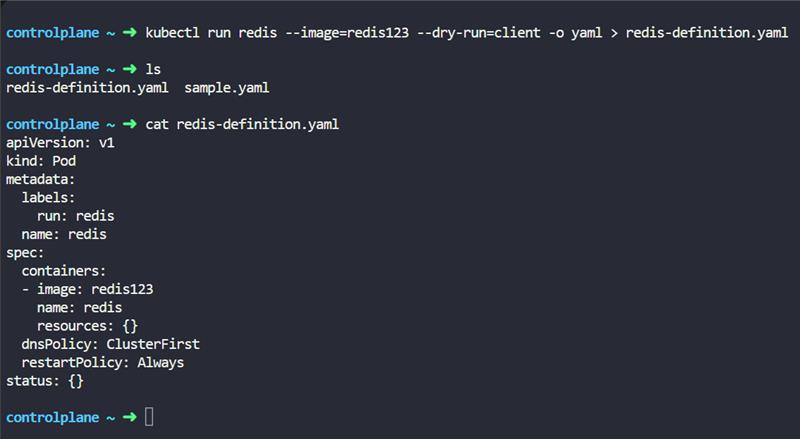 controlplane ~ ➜ kubectl run redis --image=redis123 --dry-run=client -o yaml > redis-definition.yaml
controlplane ~ ➜ ls
redis-definition.yaml  sample.yaml
controlplane ~ ➜ cat redis-definition.yaml
apiVersion: v1
kind: Pod
metadata:
  labels:
    run: redis
  name: redis
spec:
  containers:
  - image: redis123
    name: redis
    resources: {}
  dnsPolicy: ClusterFirst
  restartPolicy: Always
status: {}
controlplane ~ ➜